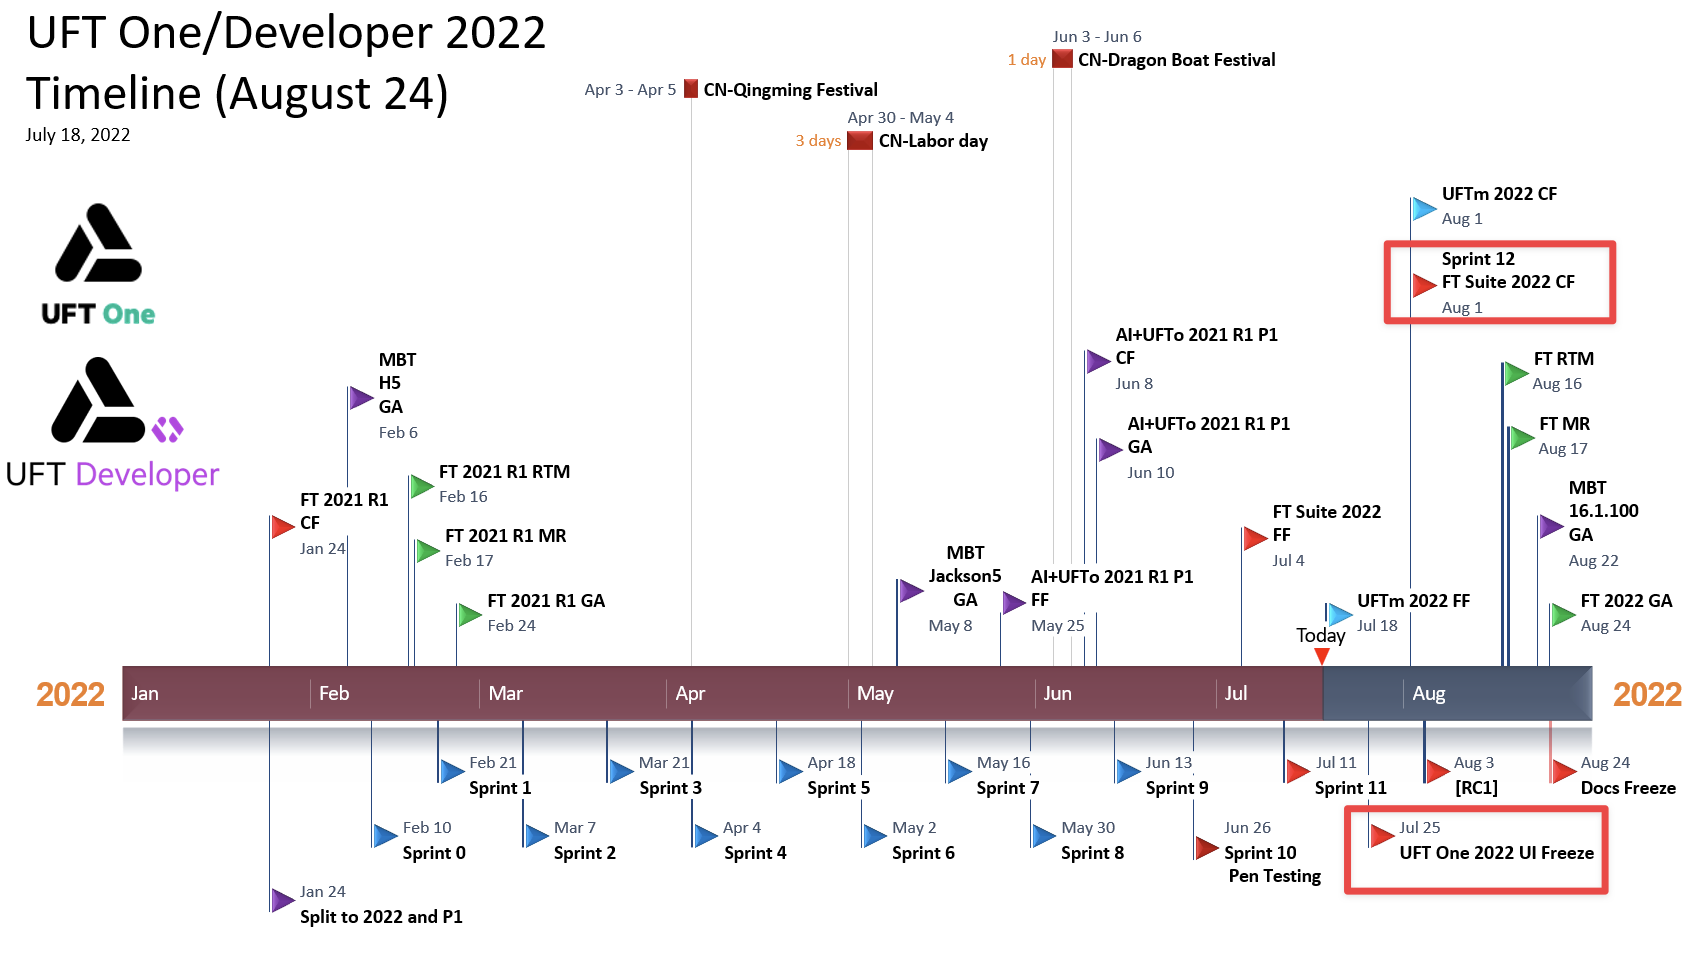 UFT One/Developer 2022
Timeline (August 24)
July 18, 2022
Jun 3 - Jun 6
1 day CN-Dragon Boat Festival
Apr 3 - Apr 5 CN-Qingming Festival
Apr 30 - May 4
3 days CN-Labor day
UFTm 2022 CF
Aug 1
Sprint 12
FT Suite 2022 CF
Aug 1
UFT One
UFT Developer
MBT
H5
GA
Feb 6
FT 2021 R1
CF
Jan 24
FT 2021 R1 RTM
Feb 16
FT 2021 R1 MR
Feb 17
FT 2021 R1 GA
Feb 24
AI+UFTo 2021 R1 P1
CF
Jun 8
AI+UFTo 2021 R1 P1
GA
Jun 10
MBT
Jackson5
GA
May 8
AI+UFTo 2021 R1 P1
FF
May 25
FT Suite 2022
FF
Jul 4
UFTm 2022 FF
Jul 18
Today
FT RTM
Aug 16
FT MR
Aug 17
MBT
16.1.100
GA
Aug 22
FT 2022 GA
Aug 24
2022 Jan Feb Mar Apr May Jun Jul Aug 2022
Feb 21
Sprint 1
Mar 21
Sprint 3
Apr 18
Sprint 5
May 16
Sprint 7
Jun 13
Sprint 9
Jul 11
Sprint 11
Aug 3
[RC1]
Aug 24
Docs Freeze
Feb 10
Sprint 0
Mar 7
Sprint 2
Apr 4
Sprint 4
May 2
Sprint 6
May 30
Sprint 8
Jun 26
Sprint 10
Pen Testing
Jul 25
UFT One 2022 UI Freeze
Jan 24
Split to 2022 and P1